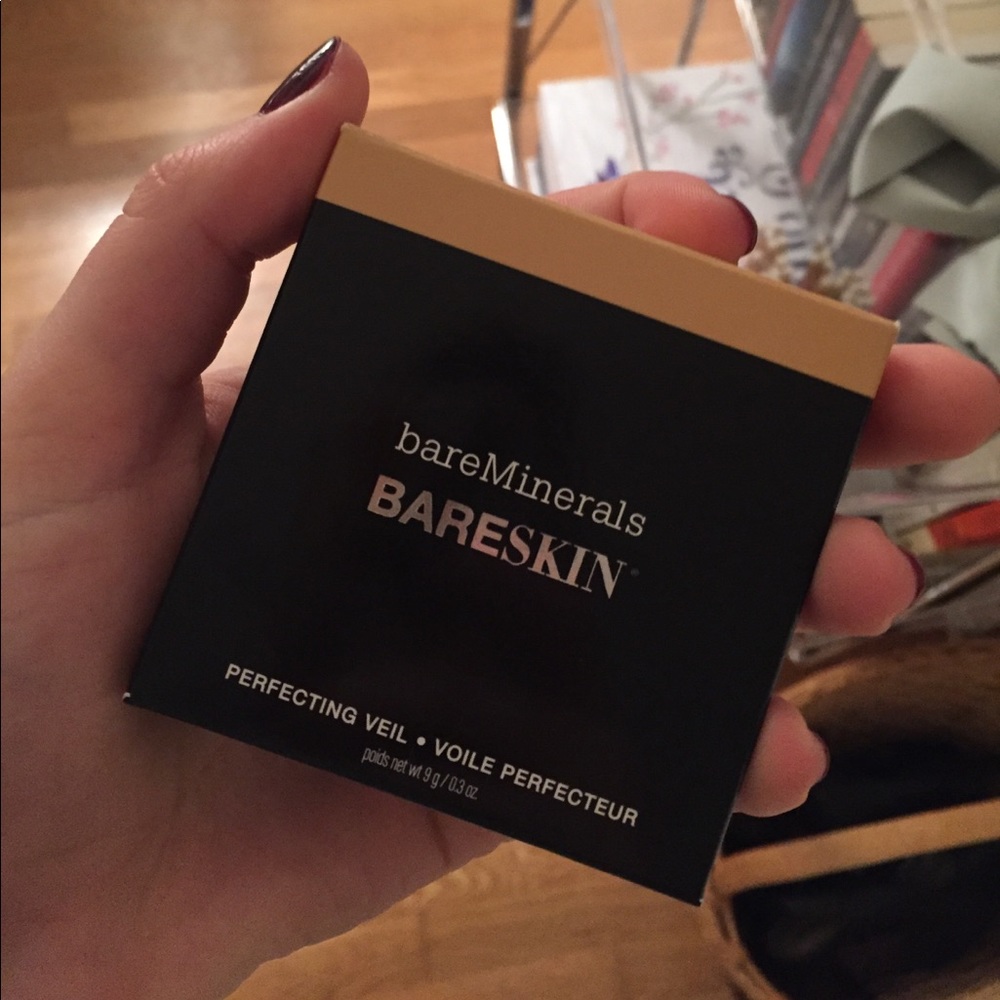 bareMinerals
BARESKIN®
PERFECTING VEIL • VOILE PERFECTEUR
poids net wt 9 g / 0.3 oz.